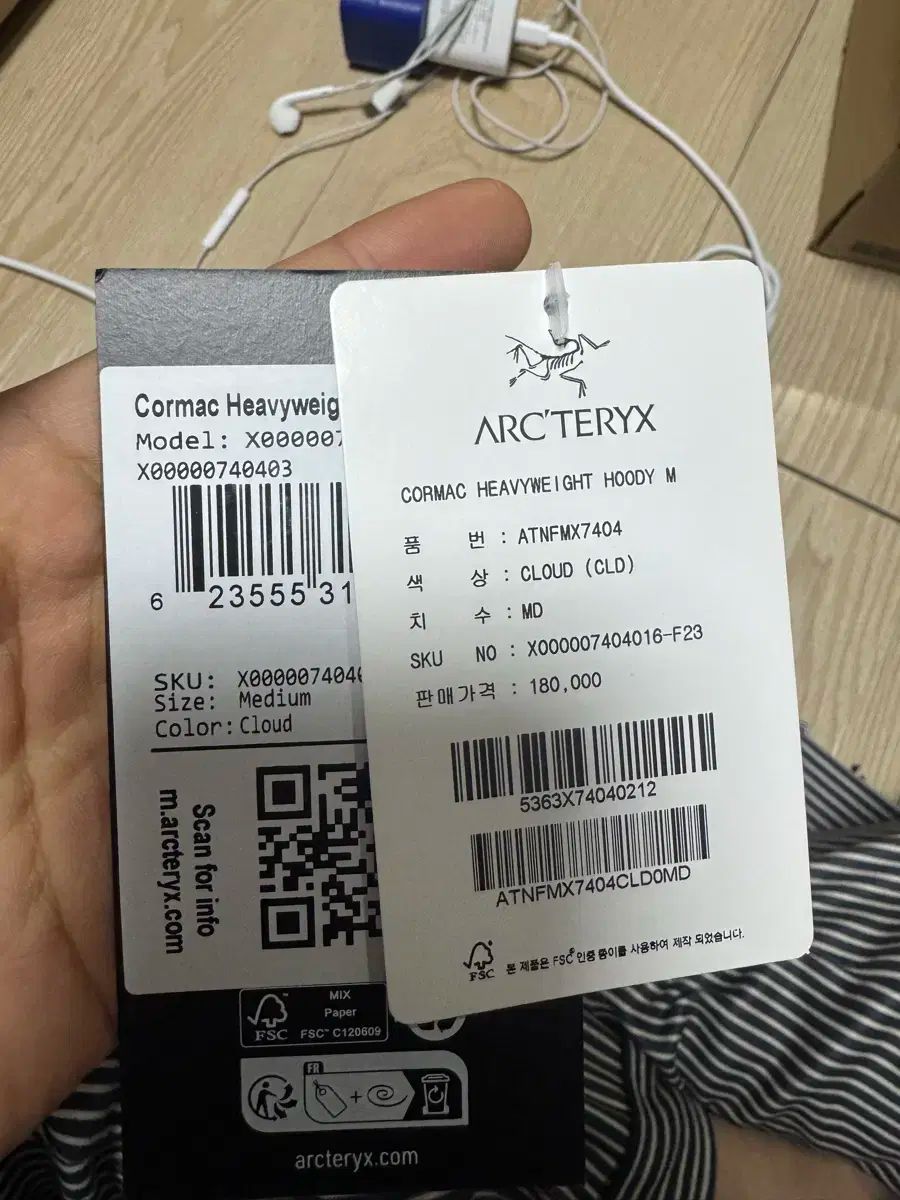 Cormac Heavyweig
Model: X000007
X00000740403
6 23555 31
SKU: X0000074040
Size: Medium
Color: Cloud
Scan for info
m.arcteryx.com
MIX
Paper
FSC™ C120609
FSC
FR
+
arcteryx.com
ARC'TERYX
CORMAC HEAVYWEIGHT HOODY M
품 번 : ATNFMX7404
색 상 : CLOUD (CLD)
치 수 : MD
SKU NO : X000007404016-F23
판매가격 : 180,000
5363X74040212
ATNFMX7404CLD0MD
FSC
본 제품은 FSC® 인증 종이를 사용하여 제작 되었습니다.